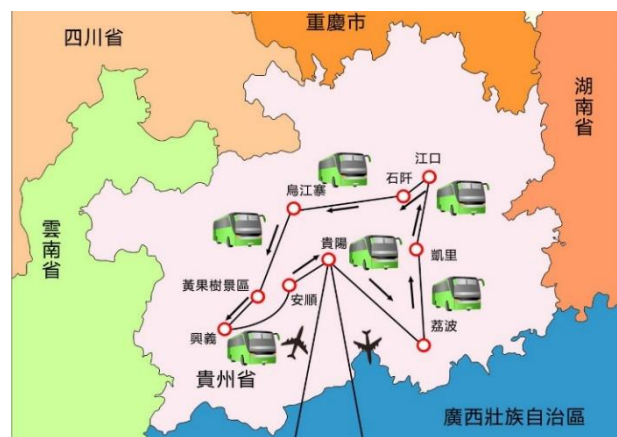 重慶市
四川省
湖南省
江口
石阡
烏江寨
雲南省
貴陽
凱里
黃果樹景區
安順
興義
荔波
貴州省
廣西壯族自治區